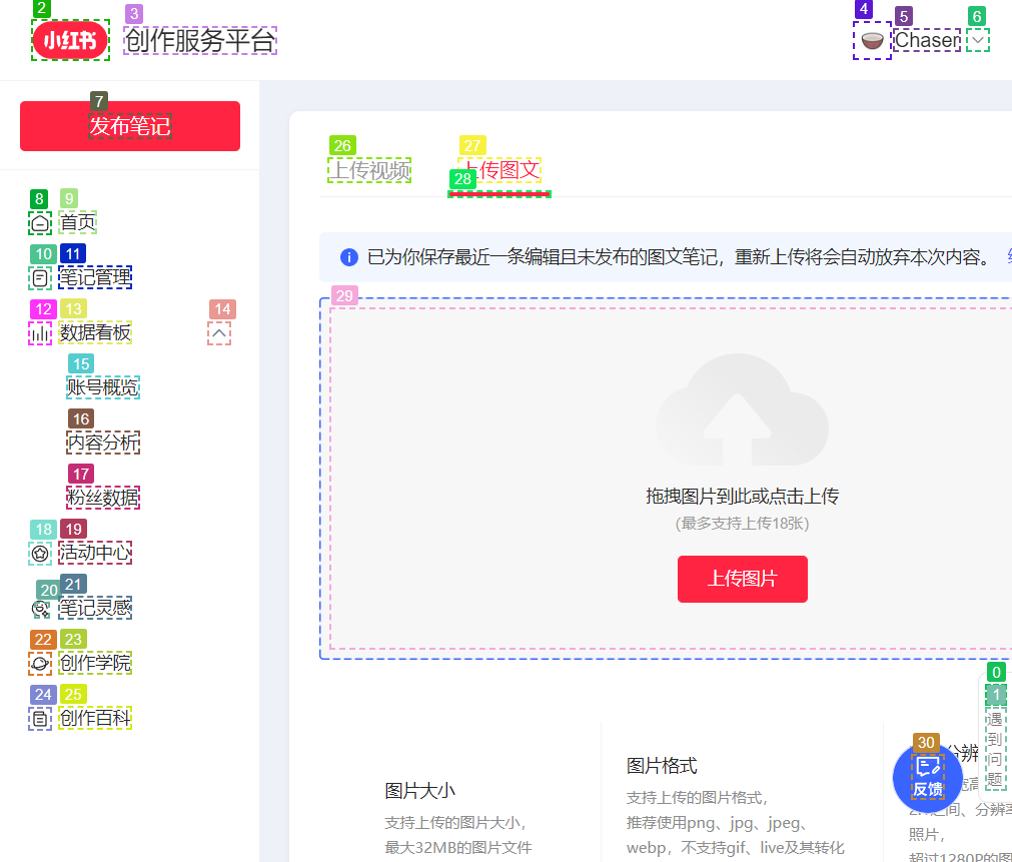 2
3
4
5
6
小红书
创作服务平台
Chaser
7
发布笔记
26
27
上传视频
上传图文
28
8
9
首页
10
11
笔记管理
已为你保存最近一条编辑且未发布的图文笔记，重新上传将会自动放弃本次内容。
12
13
14
数据看板
29
15
账号概览
16
内容分析
17
粉丝数据
拖拽图片到此或点击上传
(最多支持上传18张)
18
19
活动中心
上传图片
20
21
笔记灵感
22
23
创作学院
24
25
创作百科
0
1
遇
到
问
题
30
反馈
图片大小
支持上传的图片大小，
最大32MB的图片文件
图片格式
支持上传的图片格式，
推荐使用png、jpg、jpeg、
webp，不支持gif、live及其转化
分辨
宽高
之间、分辨率
照片，
超过1280P的图